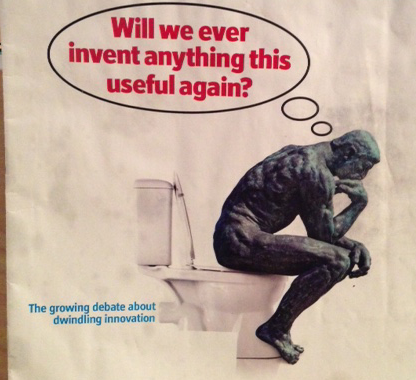 Will we ever
invent anything this
useful again?
The growing debate about
dwindling innovation